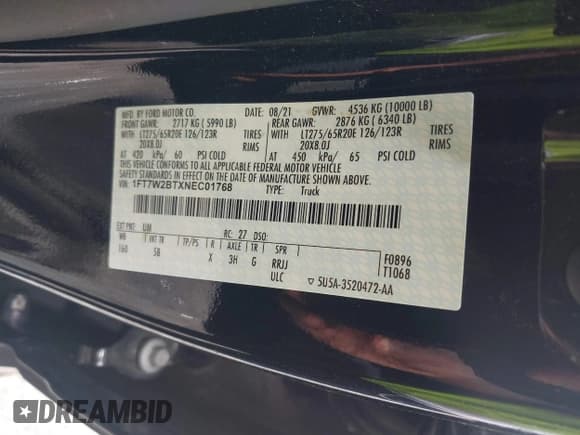 MFD. BY FORD MOTOR CO.
08/21 GVWR: 4536 KG (10000 LB)
FRONT GAWR: 2717 KG ( 5990 LB) REAR GAWR: 2876 KG ( 6340 LB)
WITH WITH
LT275/65R20E 126/123R TIRES LT275/65R20E 126/123R TIRES
20X8.0J RIMS 20X8.0J RIMS
AT 420 kPa/ 60 PSI COLD AT 450 kPa/ 65 PSI COLD
THIS VEHICLE CONFORMS TO ALL APPLICABLE FEDERAL MOTOR VEHICLE
SAFETY STANDARDS IN EFFECT ON THE DATE OF MANUFACTURE SHOWN ABOVE.
VIN: 1FT7W2BTXNEC01768 TYPE: Truck
EXT PNT: UM RC: 27 DSO: F0896
WB INT TR TP/PS R AXLE TR SPR T1068
160 5B X 3H G RRJJ
ULC 5U5A-3520472-AA
DREAMBID